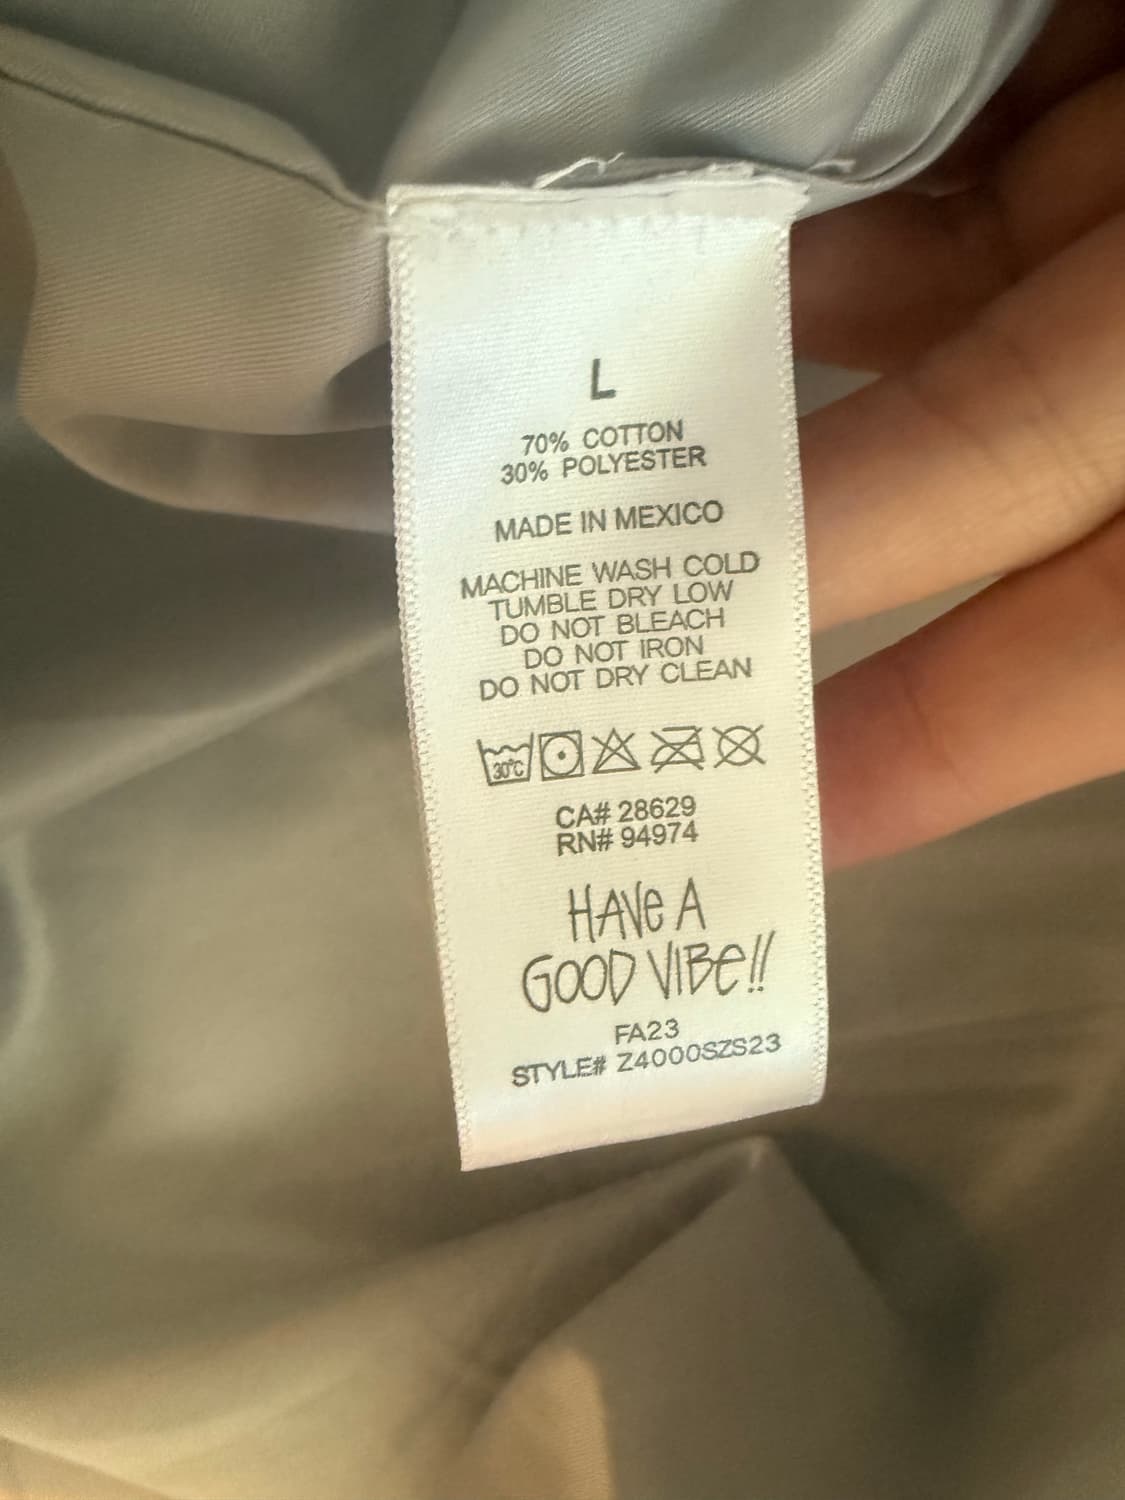 L
70% COTTON
30% POLYESTER
MADE IN MEXICO
MACHINE WASH COLD
TUMBLE DRY LOW
DO NOT BLEACH
DO NOT IRON
DO NOT DRY CLEAN
30°C
CA# 28629
RN# 94974
HAVe A
GOOD VIBe!!
FA23
STYLE# Z4000SZS23